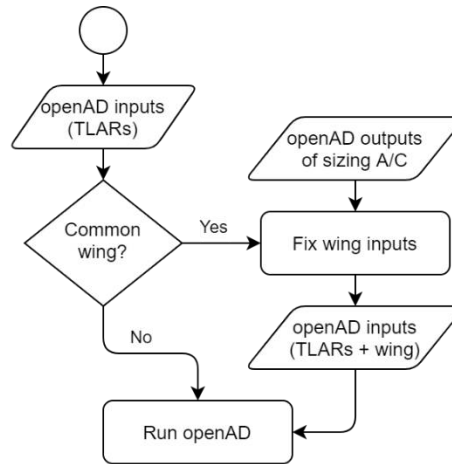 openAD inputs
(TLARs)
openAD outputs
of sizing A/C
Common
wing?
Yes
Fix wing inputs
No
openAD inputs
(TLARs + wing)
Run openAD